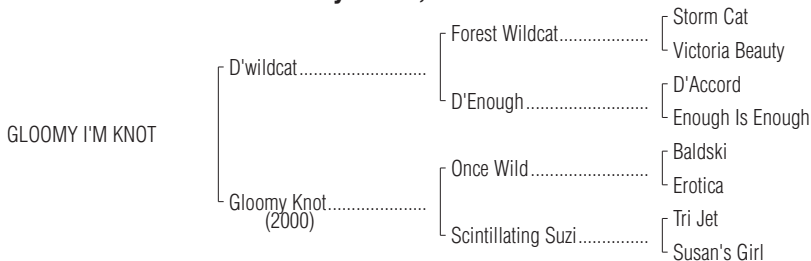 Storm Cat
Forest Wildcat..................
Victoria Beauty
D'wildcat..........................
D'Accord
D'Enough.........................
Enough Is Enough
GLOOMY I'M KNOT
Baldski
Once Wild........................
Erotica
Gloomy Knot....................
(2000)
Tri Jet
Scintillating Suzi..............
Susan's Girl